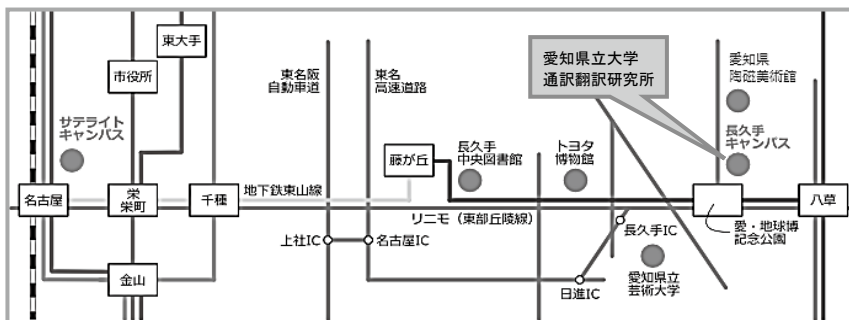 東大手
市役所
サテライト
キャンパス
名古屋
栄
栄町
千種
金山
地下鉄東山線
東名阪
自動車道
東名
高速道路
藤が丘
長久手
中央図書館
トヨタ
博物館
愛知県立大学
通訳翻訳研究所
愛知県
陶磁美術館
長久手
キャンパス
八草
リニモ（東部丘陵線）
上社IC
名古屋IC
長久手IC
愛・地球博
記念公園
愛知県立
芸術大学
日進IC